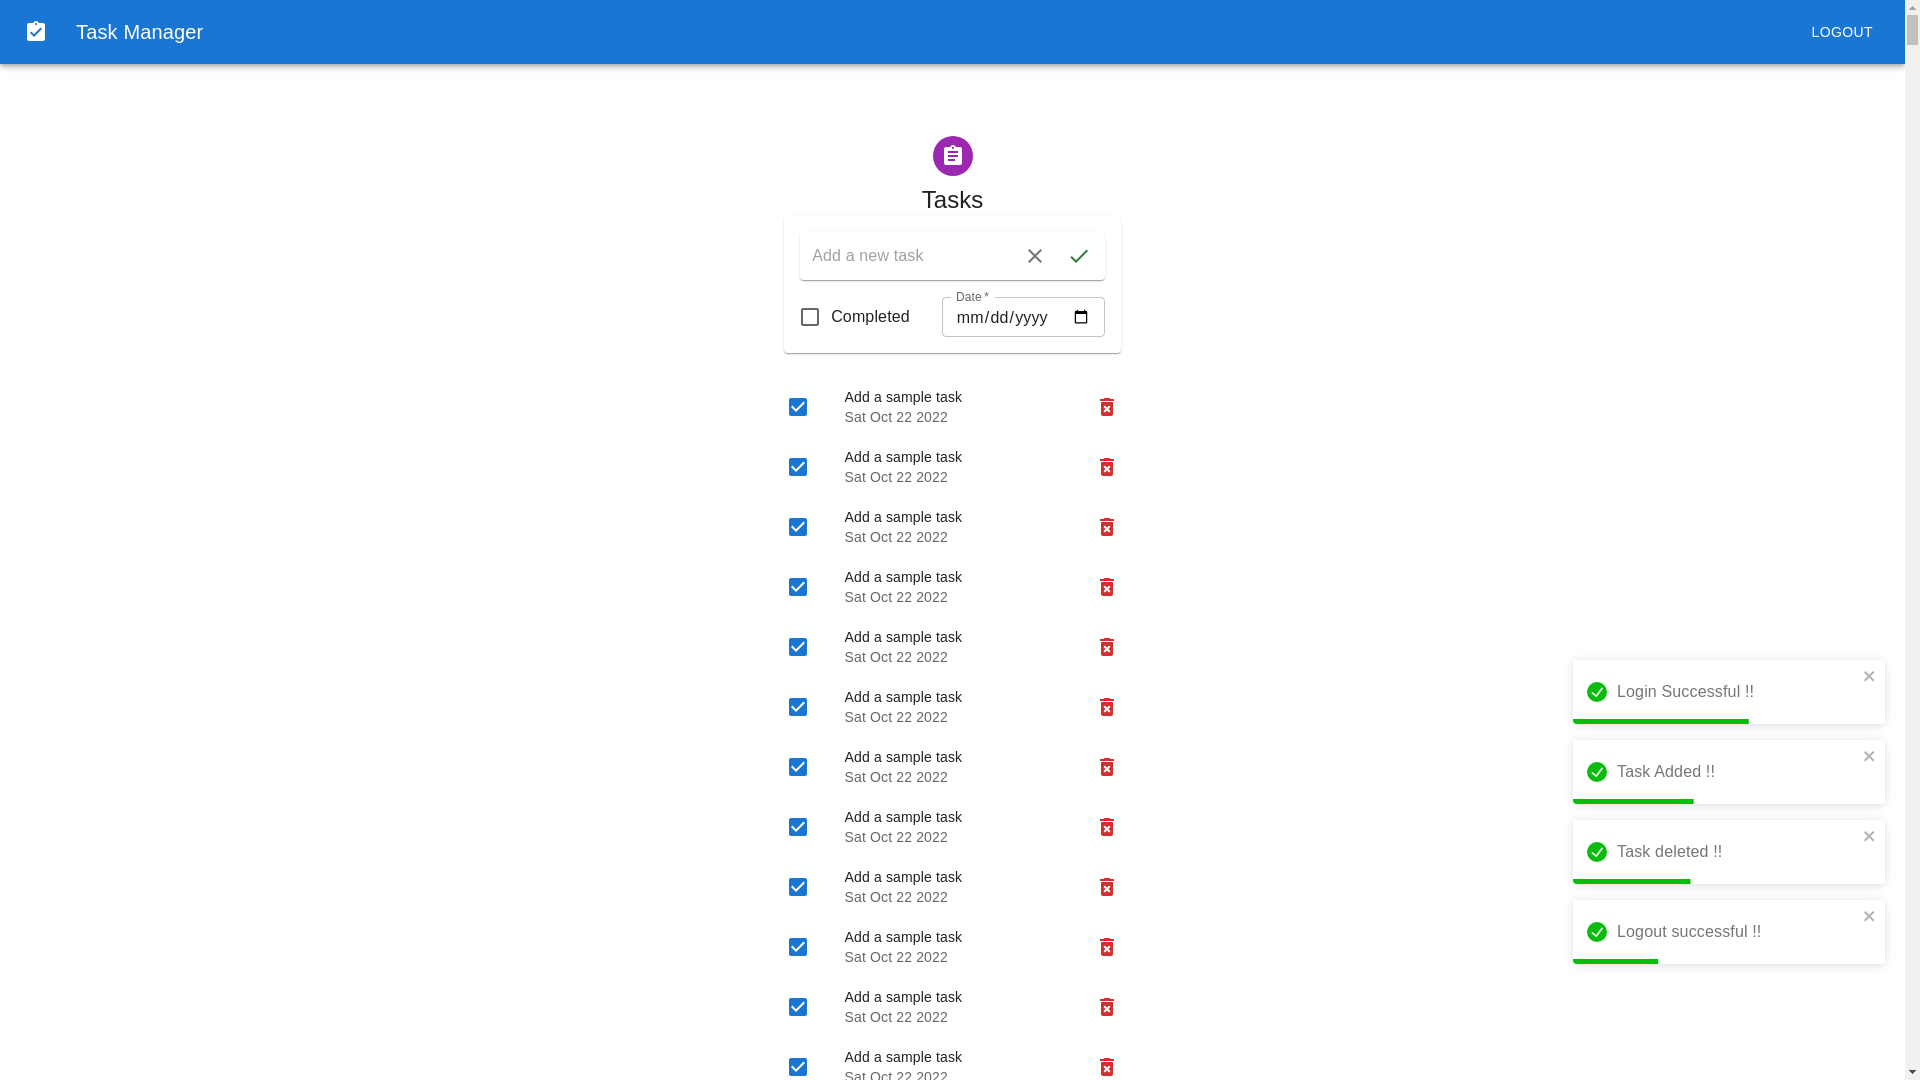 Task Manager
LOGOUT
Tasks
Add a new task
Completed
Date *
mm/dd/yyyy
Add a sample task
Sat Oct 22 2022
Add a sample task
Sat Oct 22 2022
Add a sample task
Sat Oct 22 2022
Add a sample task
Sat Oct 22 2022
Add a sample task
Sat Oct 22 2022
Add a sample task
Sat Oct 22 2022
Add a sample task
Sat Oct 22 2022
Add a sample task
Sat Oct 22 2022
Add a sample task
Sat Oct 22 2022
Add a sample task
Sat Oct 22 2022
Add a sample task
Sat Oct 22 2022
Add a sample task
Sat Oct 22 2022
Login Successful !!
Task Added !!
Task deleted !!
Logout successful !!